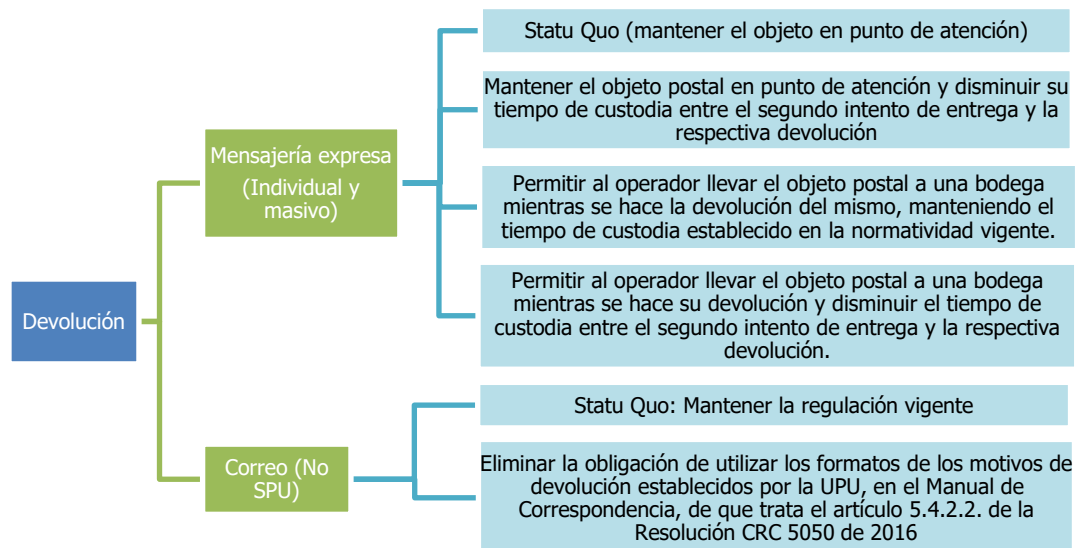 Devolución
Mensajería expresa
(Individual y
masivo)
Statu Quo (mantener el objeto en punto de atención)
Mantener el objeto postal en punto de atención y disminuir su
tiempo de custodia entre el segundo intento de entrega y la
respectiva devolución
Permitir al operador llevar el objeto postal a una bodega
mientras se hace la devolución del mismo, manteniendo el
tiempo de custodia establecido en la normatividad vigente.
Permitir al operador llevar el objeto postal a una bodega
mientras se hace su devolución y disminuir el tiempo de
custodia entre el segundo intento de entrega y la respectiva
devolución.
Correo (No
SPU)
Statu Quo: Mantener la regulación vigente
Eliminar la obligación de utilizar los formatos de los motivos de
devolución establecidos por la UPU, en el Manual de
Correspondencia, de que trata el artículo 5.4.2.2. de la
Resolución CRC 5050 de 2016